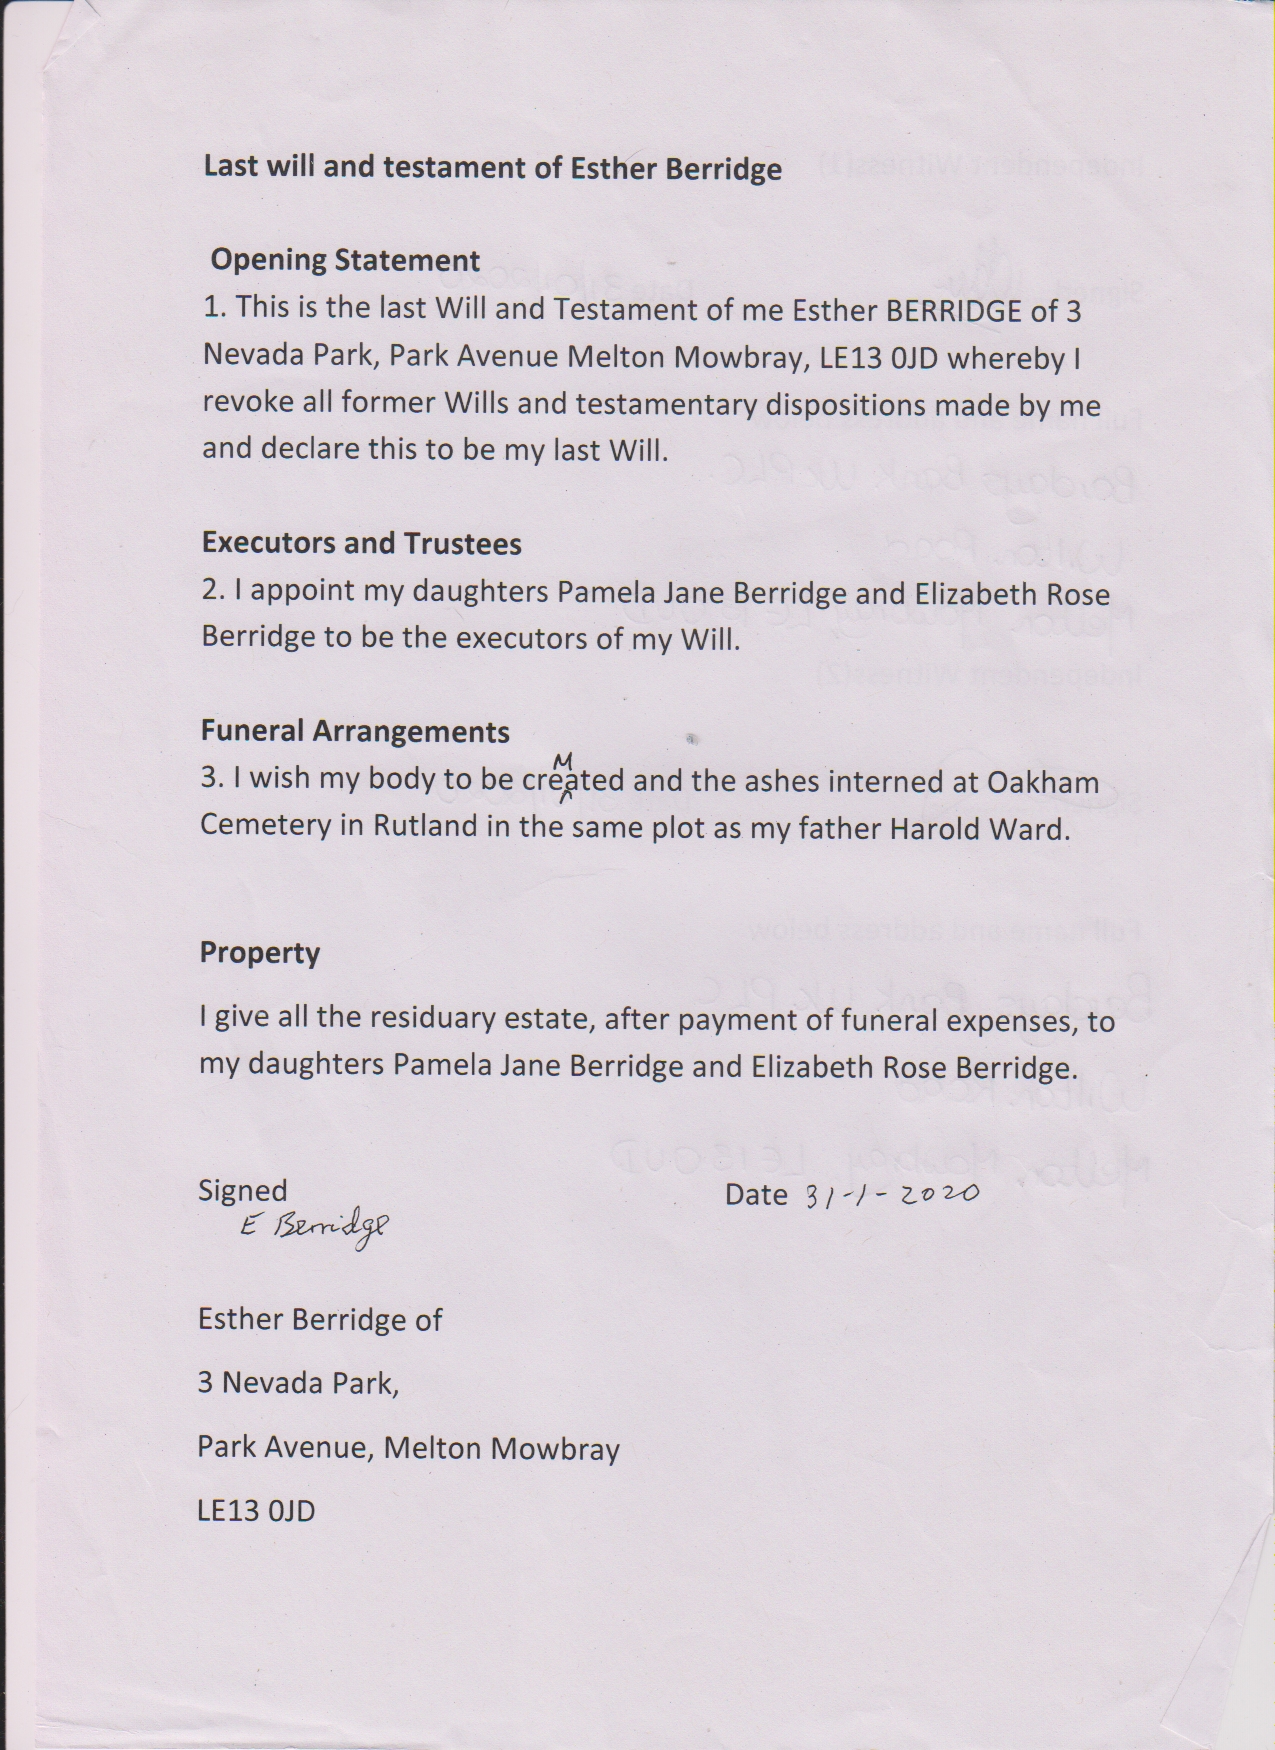 Last will and testament of Esther Berridge
Opening Statement
1. This is the last Will and Testament of me Esther BERRIDGE of 3
Nevada Park, Park Avenue Melton Mowbray, LE13 0JD whereby I
revoke all former Wills and testamentary dispositions made by me
and declare this to be my last Will.
Executors and Trustees
2. I appoint my daughters Pamela Jane Berridge and Elizabeth Rose
Berridge to be the executors of my Will.
Funeral Arrangements
M
3. I wish my body to be created and the ashes interned at Oakham
Cemetery in Rutland in the same plot as my father Harold Ward.
Property
I give all the residuary estate, after payment of funeral expenses, to
my daughters Pamela Jane Berridge and Elizabeth Rose Berridge.
Signed Date 31-1-2020
E Berridge
Esther Berridge of
3 Nevada Park,
Park Avenue, Melton Mowbray
LE13 0JD